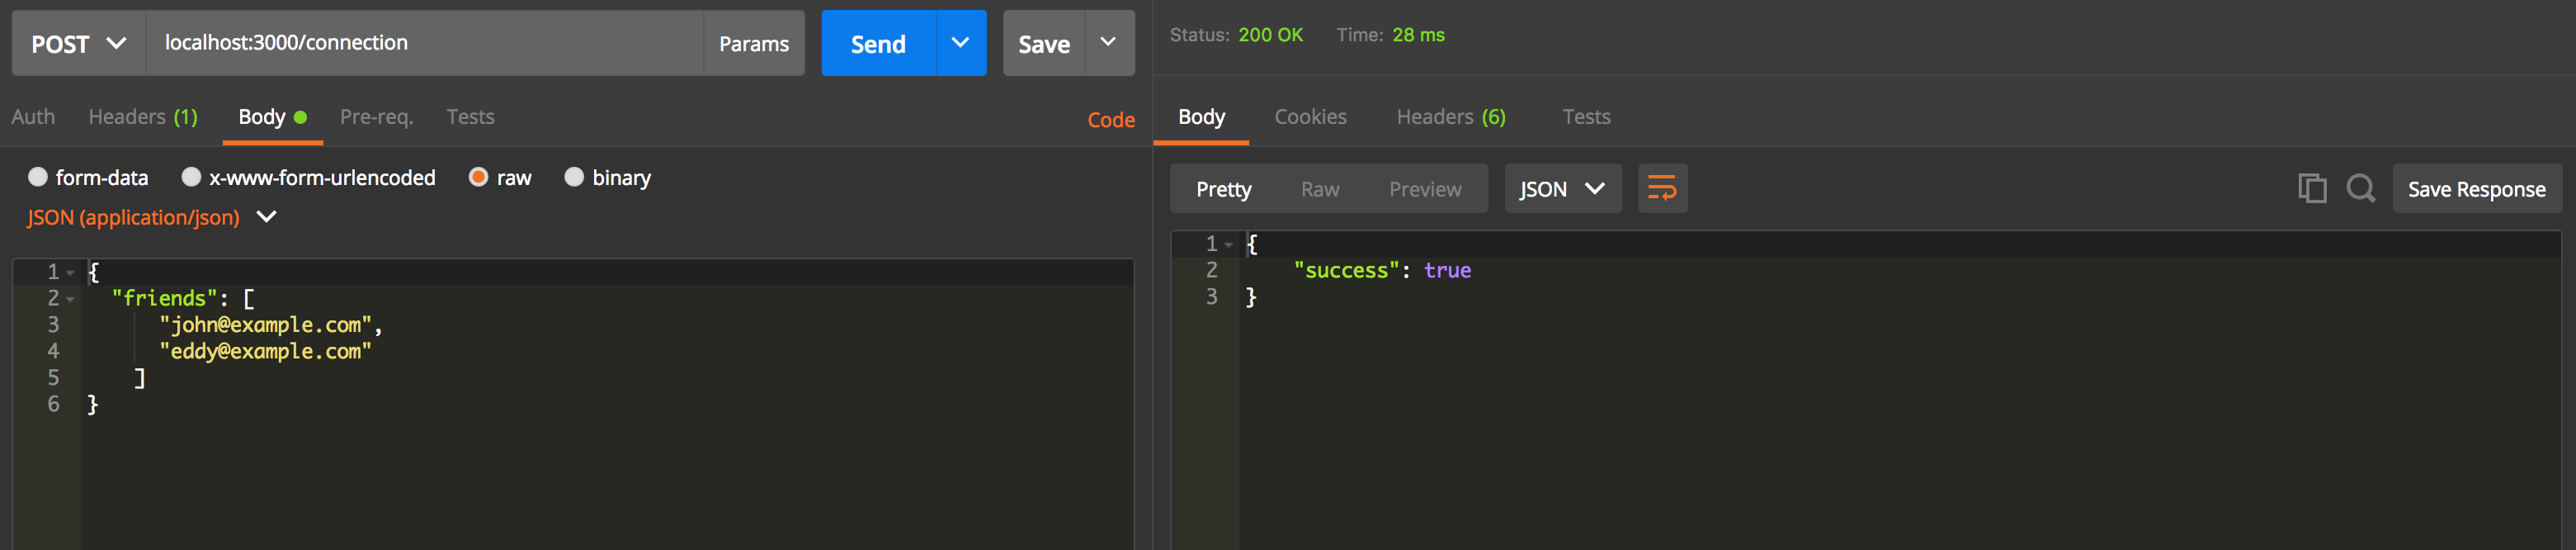 POST localhost:3000/connection Params Send Save
Auth Headers (1) Body Pre-req. Tests Code
form-data x-www-form-urlencoded raw binary
JSON (application/json)
1 {
2 "friends": [
3 "john@example.com",
4 "eddy@example.com"
5 ]
6 }
Status: 200 OK Time: 28 ms
Body Cookies Headers (6) Tests
Pretty Raw Preview JSON Save Response
1 {
2 "success": true
3 }